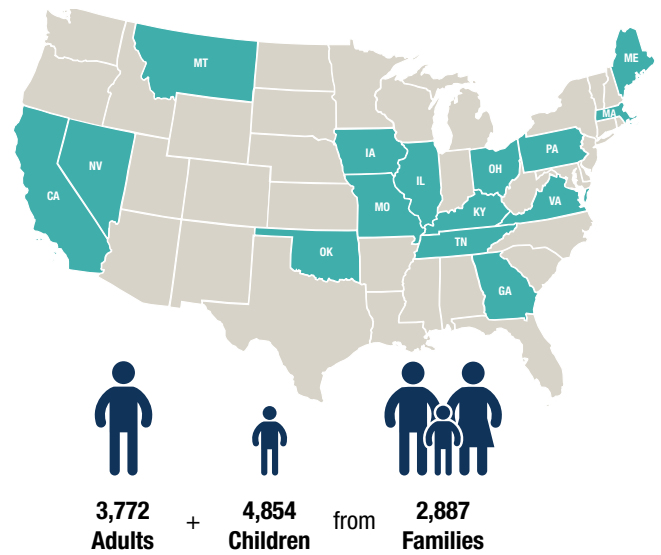 ME
MT
MA
PA
IA
OH
NV
IL
CA
VA
MO
KY
TN
OK
GA
3,772
Adults
+
4,854
Children
from
2,887
Families